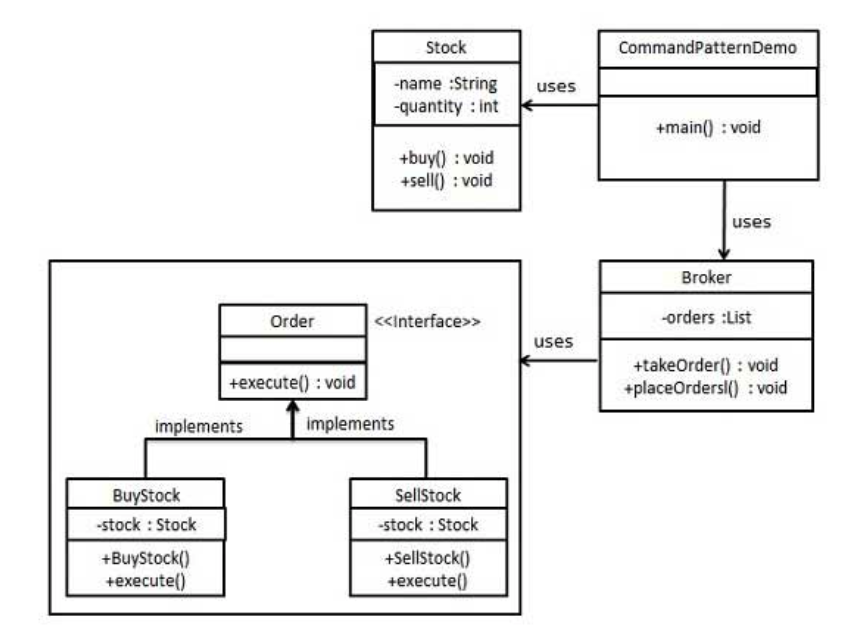 Stock
-name :String
-quantity : int
+buy() : void
+sell() : void
uses
CommandPatternDemo
+main() : void
uses
Broker
-orders :List
+takeOrder() : void
+placeOrdersl() : void
uses
Order
<<Interface>>
+execute() : void
implements
implements
BuyStock
-stock : Stock
+BuyStock()
+execute()
SellStock
-stock : Stock
+SellStock()
+execute()